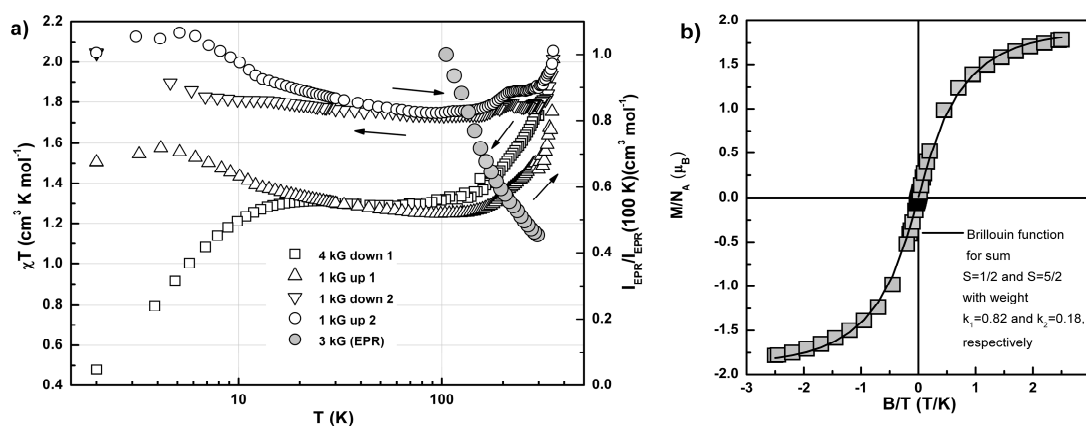 a)
χT (cm³ K mol⁻¹)
2.2
2.0
1.8
1.6
1.4
1.2
1.0
0.8
0.6
0.4
4 kG down 1
1 kG up 1
1 kG down 2
1 kG up 2
3 kG (EPR)
10
100
T (K)
1.0
0.8
0.6
0.4
0.2
0.0
I_EPR/I_EPR(100 K)(cm³ mol⁻¹)
b)
M/N_A (μ_B)
2.0
1.5
1.0
0.5
0.0
-0.5
-1.0
-1.5
-2.0
Brillouin function
for sum
S=1/2 and S=5/2
with weight
k₁=0.82 and k₂=0.18,
respectively
-3
-2
-1
0
1
2
B/T (T/K)